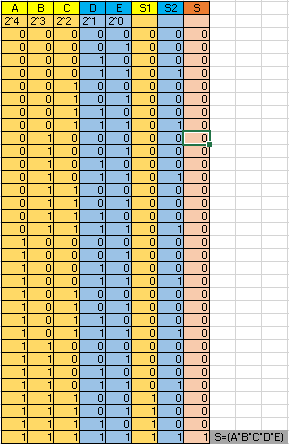 A B C D E S1 S2 S
2^4 2^3 2^2 2^1 2^0
0 0 0 0 0 0 0 0
0 0 0 0 1 0 0 0
0 0 0 1 0 0 0 0
0 0 0 1 1 0 1 0
0 0 1 0 0 0 0 0
0 0 1 0 1 0 0 0
0 0 1 1 0 0 0 0
0 0 1 1 1 0 1 0
0 1 0 0 0 0 0 0
0 1 0 0 1 0 0 0
0 1 0 1 0 0 0 0
0 1 0 1 1 0 1 0
0 1 1 0 0 0 0 0
0 1 1 0 1 0 0 0
0 1 1 1 0 0 0 0
0 1 1 1 1 0 1 0
1 0 0 0 0 0 0 0
1 0 0 0 1 0 0 0
1 0 0 1 0 0 0 0
1 0 0 1 1 0 1 0
1 0 1 0 0 0 0 0
1 0 1 0 1 0 0 0
1 0 1 1 0 0 0 0
1 0 1 1 1 0 1 0
1 1 0 0 0 0 0 0
1 1 0 0 1 0 0 0
1 1 0 1 0 0 0 0
1 1 0 1 1 0 1 0
1 1 1 0 0 1 0 0
1 1 1 0 1 1 0 0
1 1 1 1 0 1 0 0
1 1 1 1 1 1 1 1 S=(A*B*C*D*E)